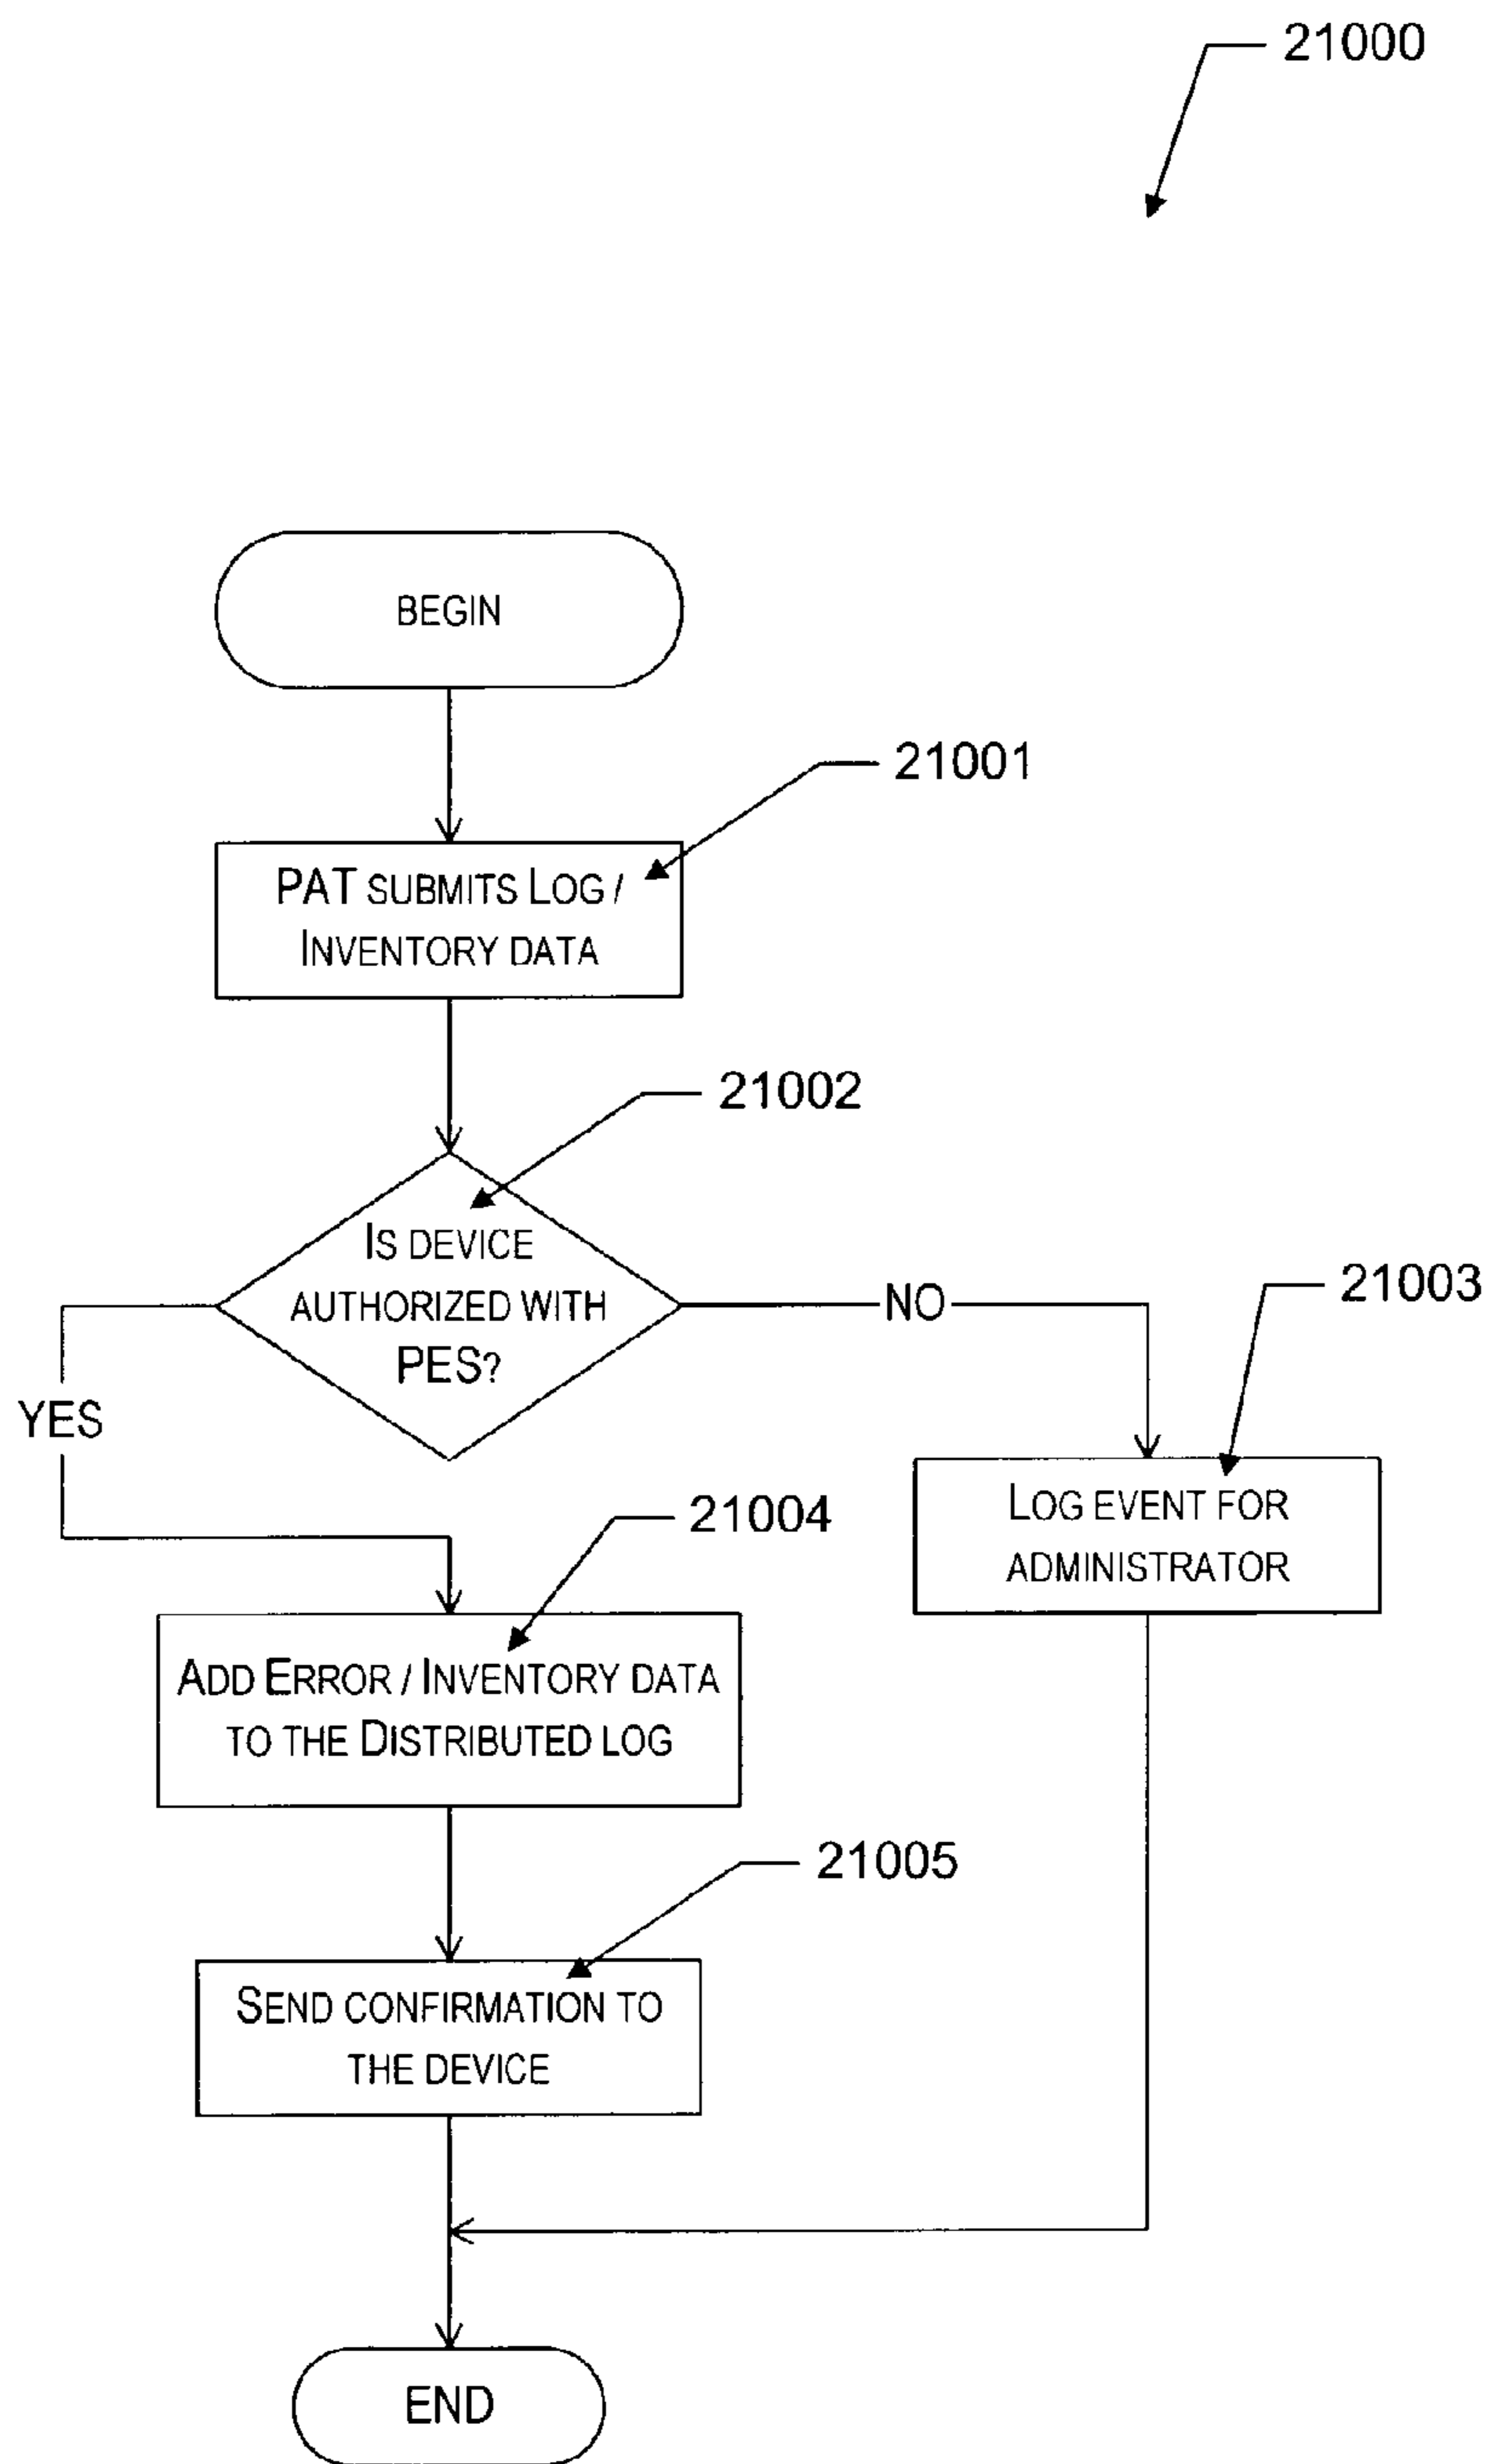 21000
BEGIN
21001
PAT SUBMITS LOG /
INVENTORY DATA
21002
IS DEVICE
AUTHORIZED WITH
PES?
NO
21003
YES
LOG EVENT FOR
ADMINISTRATOR
21004
ADD ERROR / INVENTORY DATA
TO THE DISTRIBUTED LOG
21005
SEND CONFIRMATION TO
THE DEVICE
END